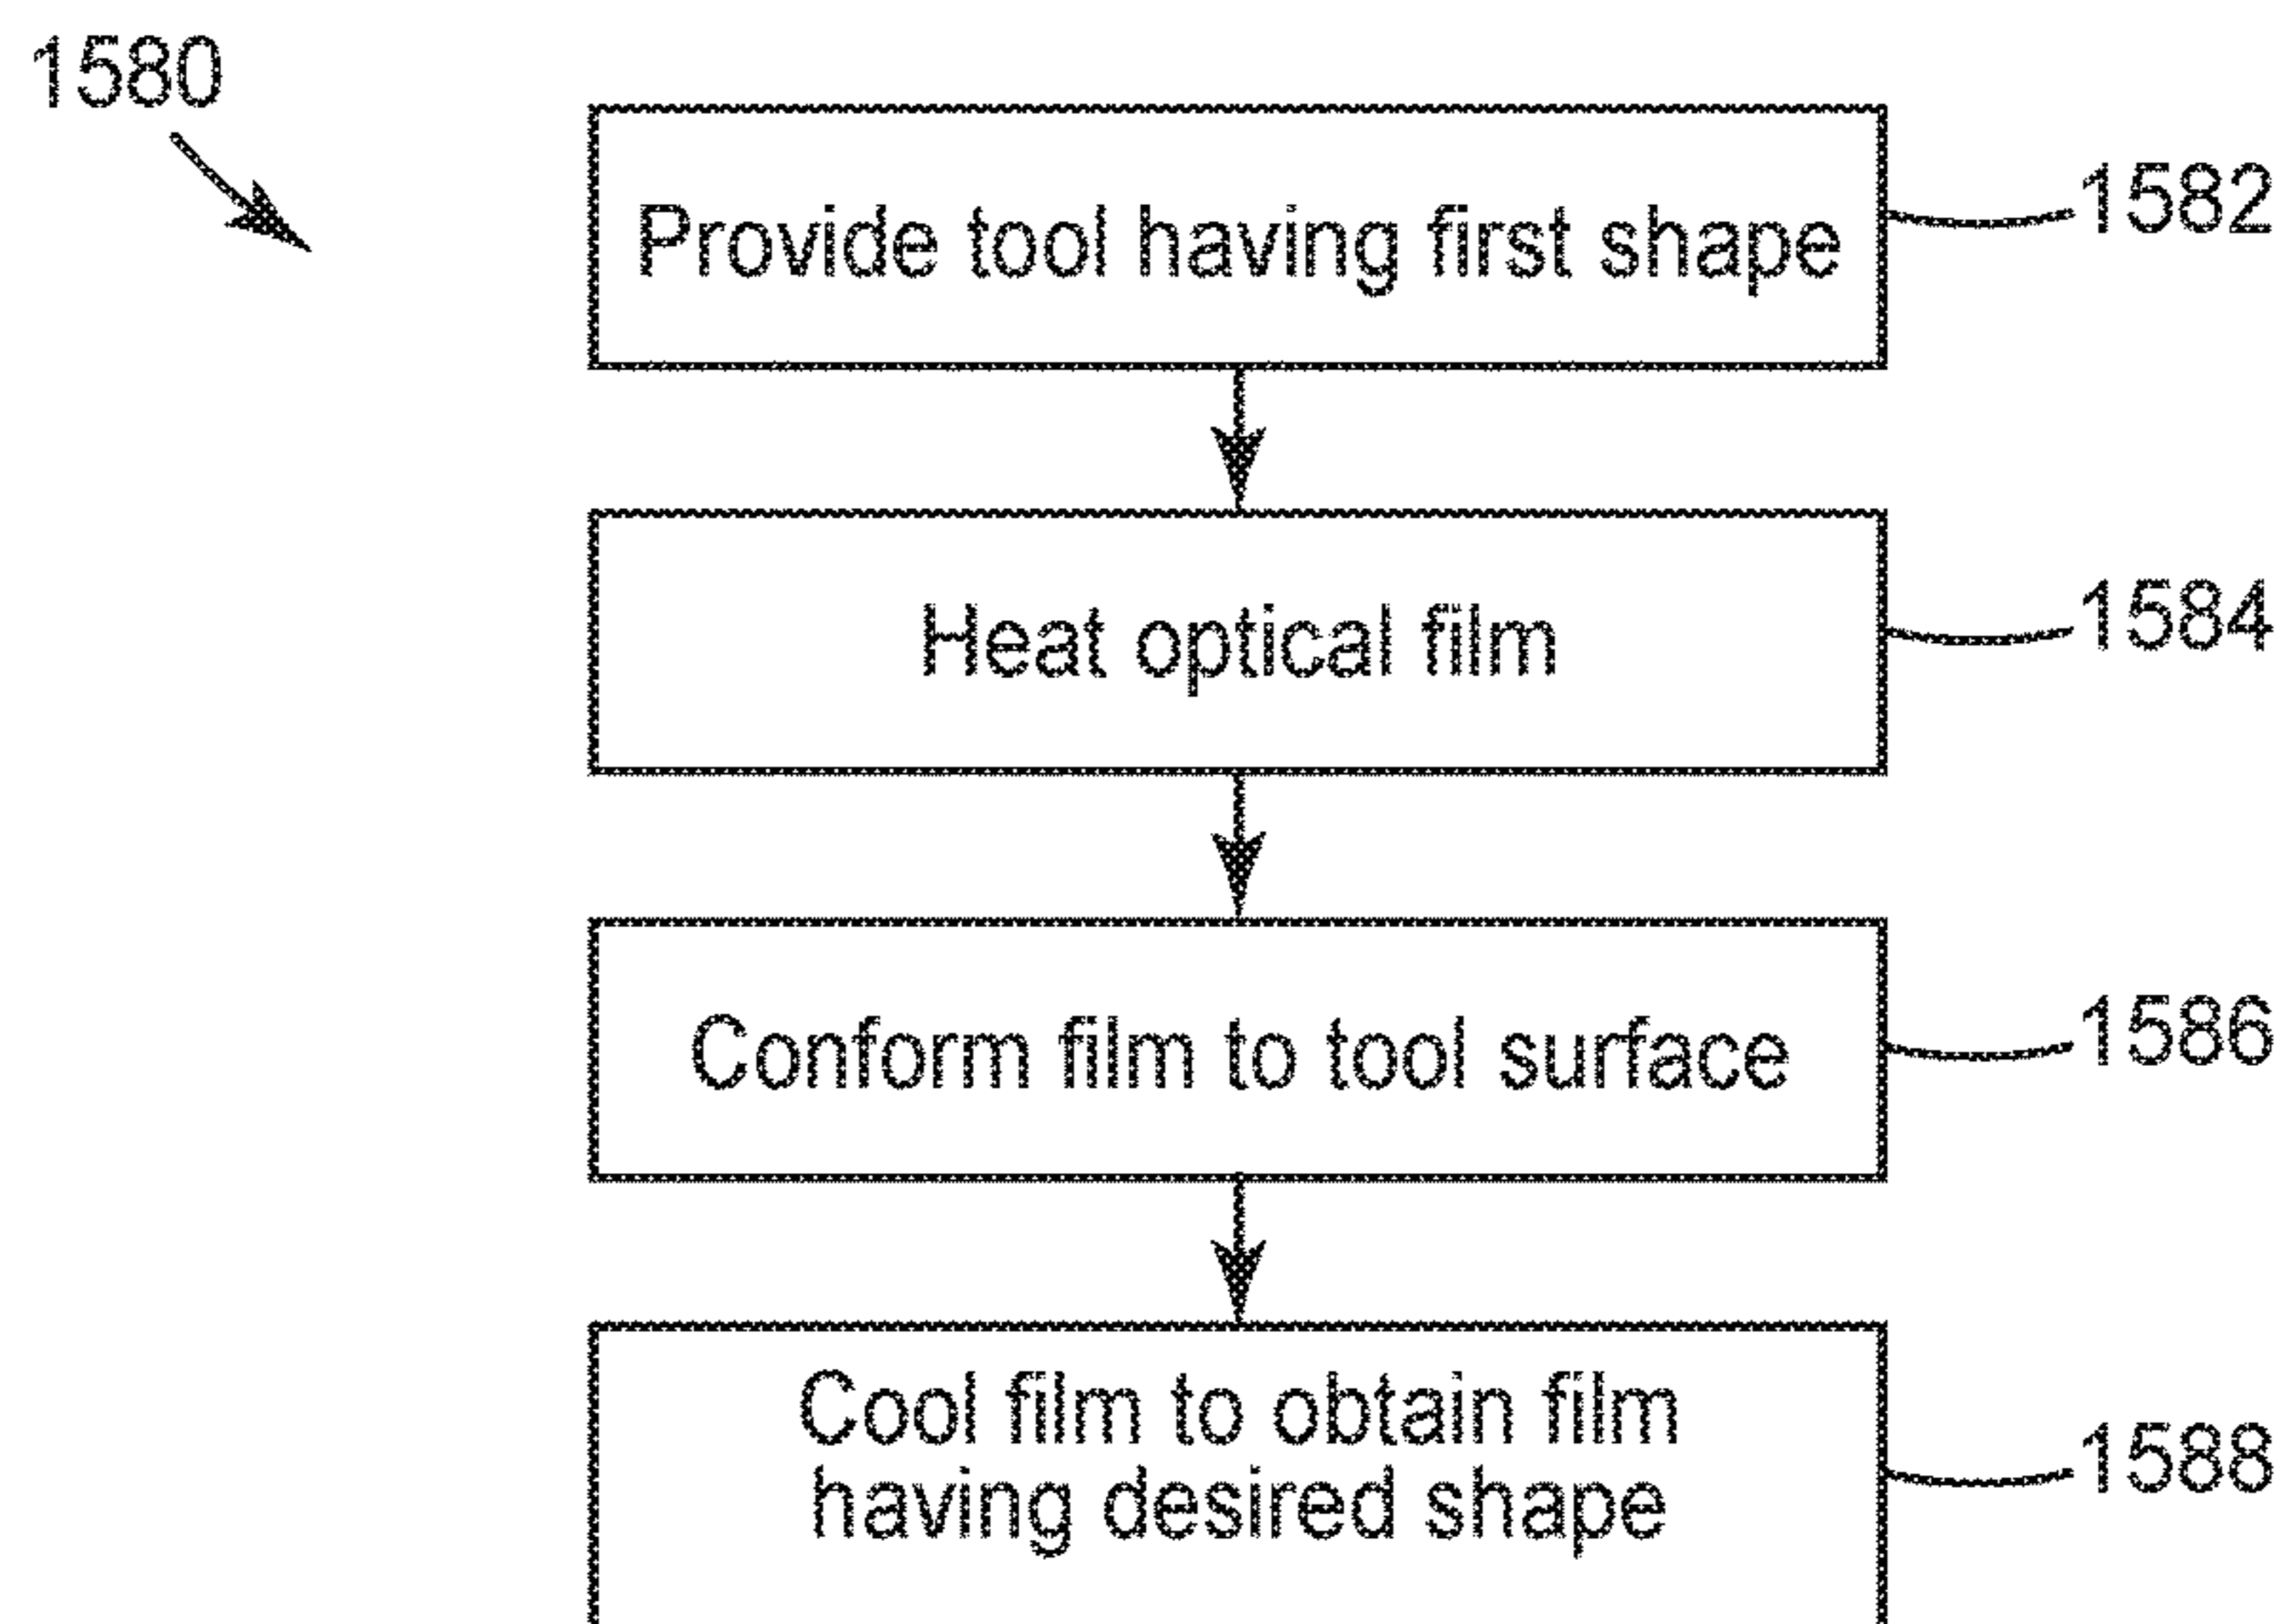 1580
Provide tool having first shape
1582
Heat optical film
1584
Conform film to tool surface
1586
Cool film to obtain film
having desired shape
1588